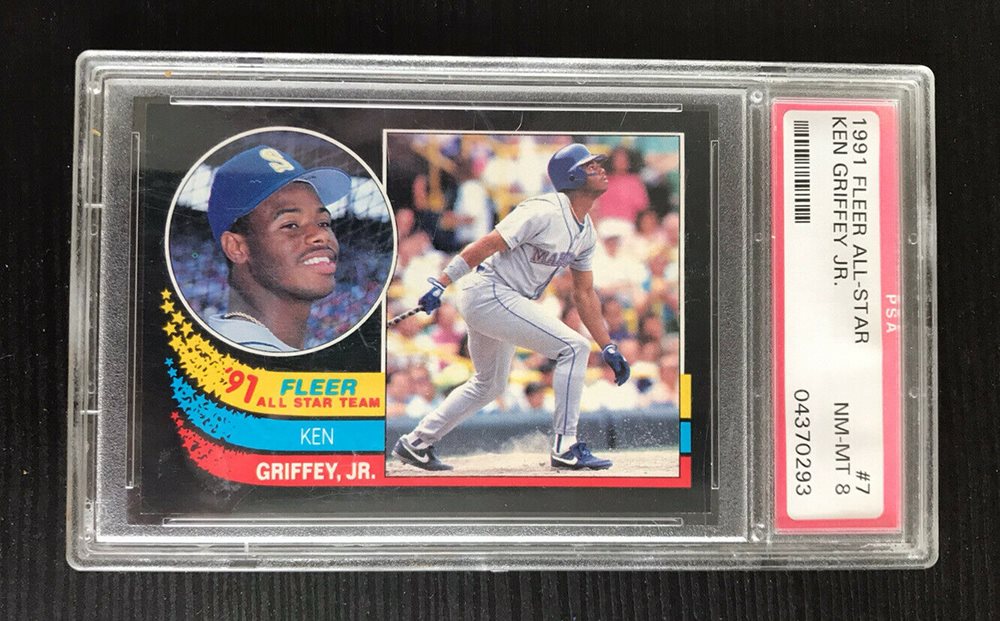 S
MARI
'91 FLEER
ALL STAR TEAM
KEN
GRIFFEY, JR.
PSA
1991 FLEER ALL-STAR
KEN GRIFFEY JR.
#7
NM-MT 8
04370293